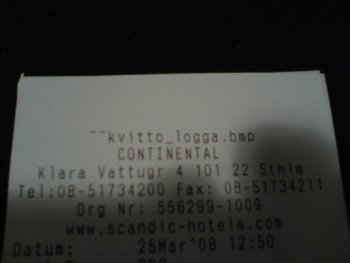 ~~kvitto_logga.bmp
CONTINENTAL
Klara Vattugr 4 101 22 Sthlm
Tel:08-51734200 Fax: 08-51734211
Org Nr: 556299-1009
www.scandic-hotels.com
Datum: 25Mar'08 12:50